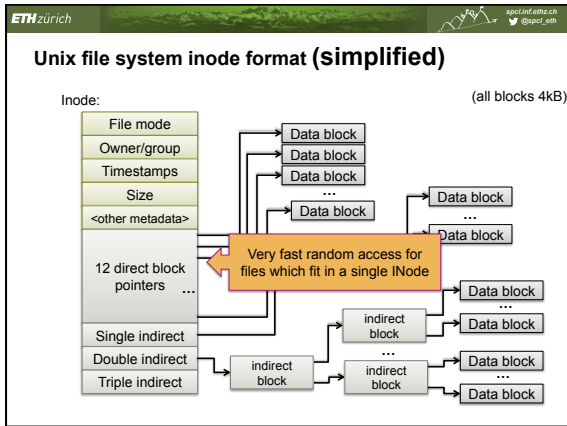 ETH zürich
spcl.inf.ethz.ch
@spcl_eth
Unix file system inode format (simplified)
Inode:
(all blocks 4kB)
File mode
Owner/group
Timestamps
Size
<other metadata>
12 direct block
pointers
...
Single indirect
Double indirect
Triple indirect
Data block
Data block
Data block
...
Data block
Data block
...
Data block
Very fast random access for
files which fit in a single INode
indirect
block
indirect
block
...
indirect
block
Data block
...
Data block
Data block
...
Data block